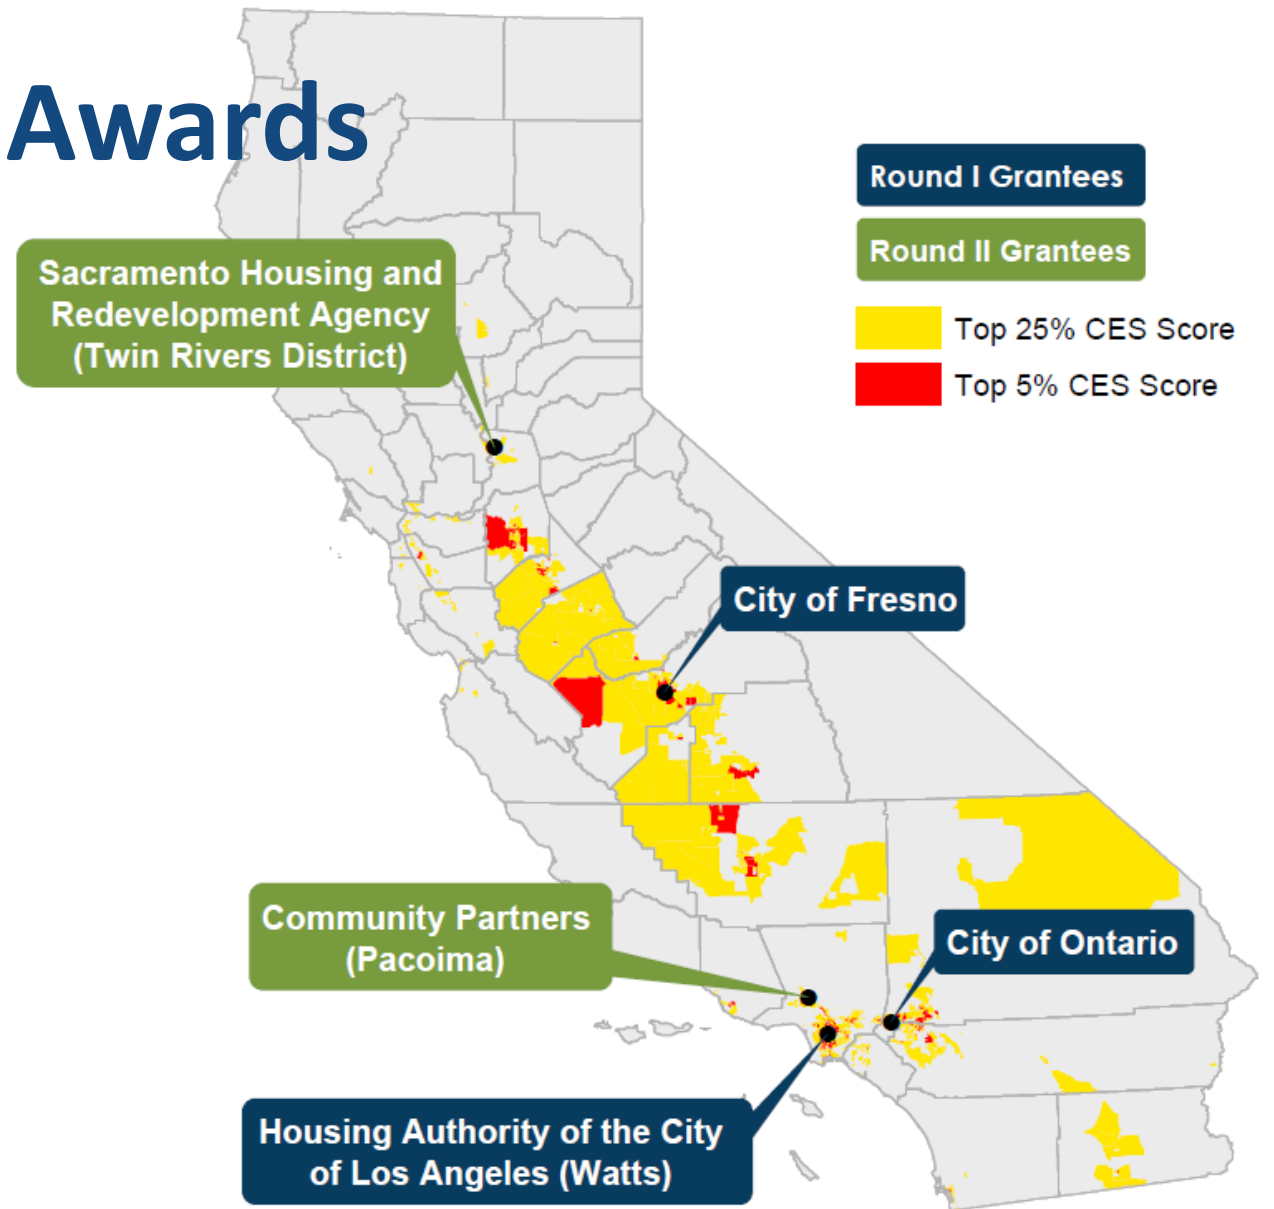 Awards
Round I Grantees
Round II Grantees
Top 25% CES Score
Top 5% CES Score
Sacramento Housing and
Redevelopment Agency
(Twin Rivers District)
City of Fresno
Community Partners
(Pacoima)
City of Ontario
Housing Authority of the City
of Los Angeles (Watts)